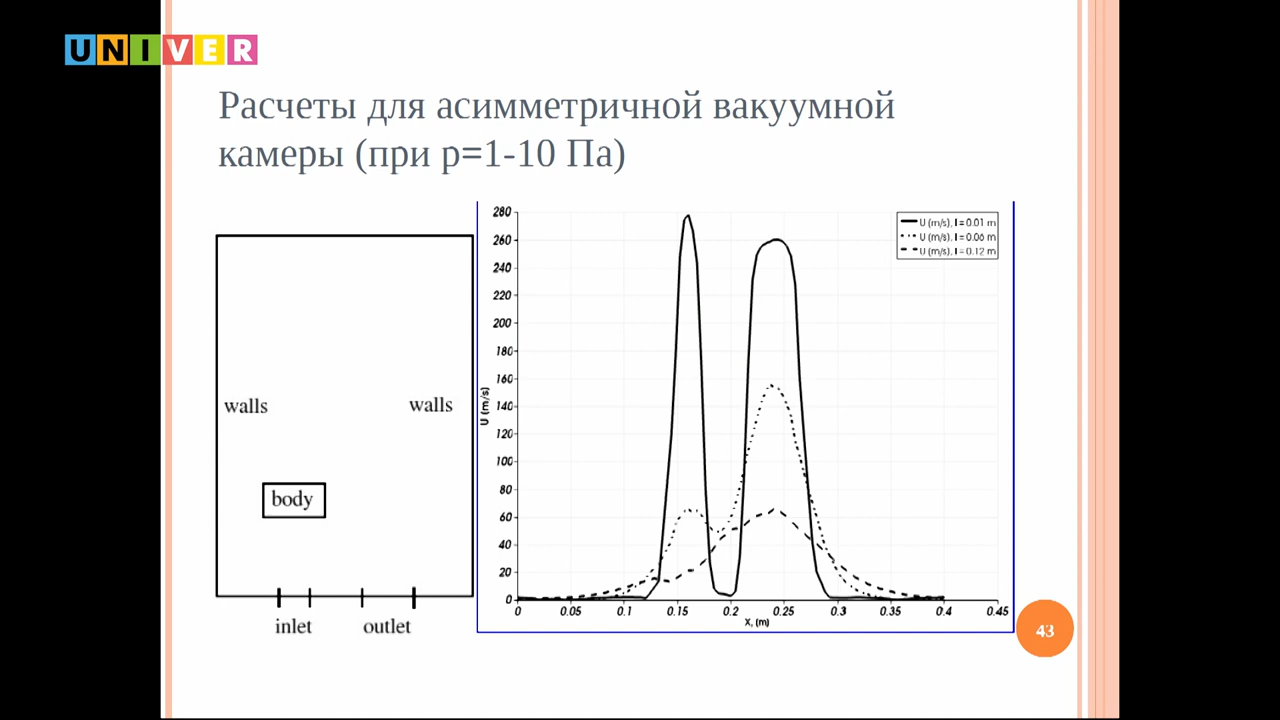 UNIVER
Расчеты для асимметричной вакуумной
камеры (при p=1-10 Па)
walls
walls
body
inlet
outlet
U (m/s)
280
260
240
220
200
180
160
140
120
100
80
60
40
20
0
0 0.05 0.1 0.15 0.2 0.25 0.3 0.35 0.4 0.45
X, (m)
U (m/s), l = 0.01 m
U (m/s), l = 0.06 m
U (m/s), l = 0.12 m
43